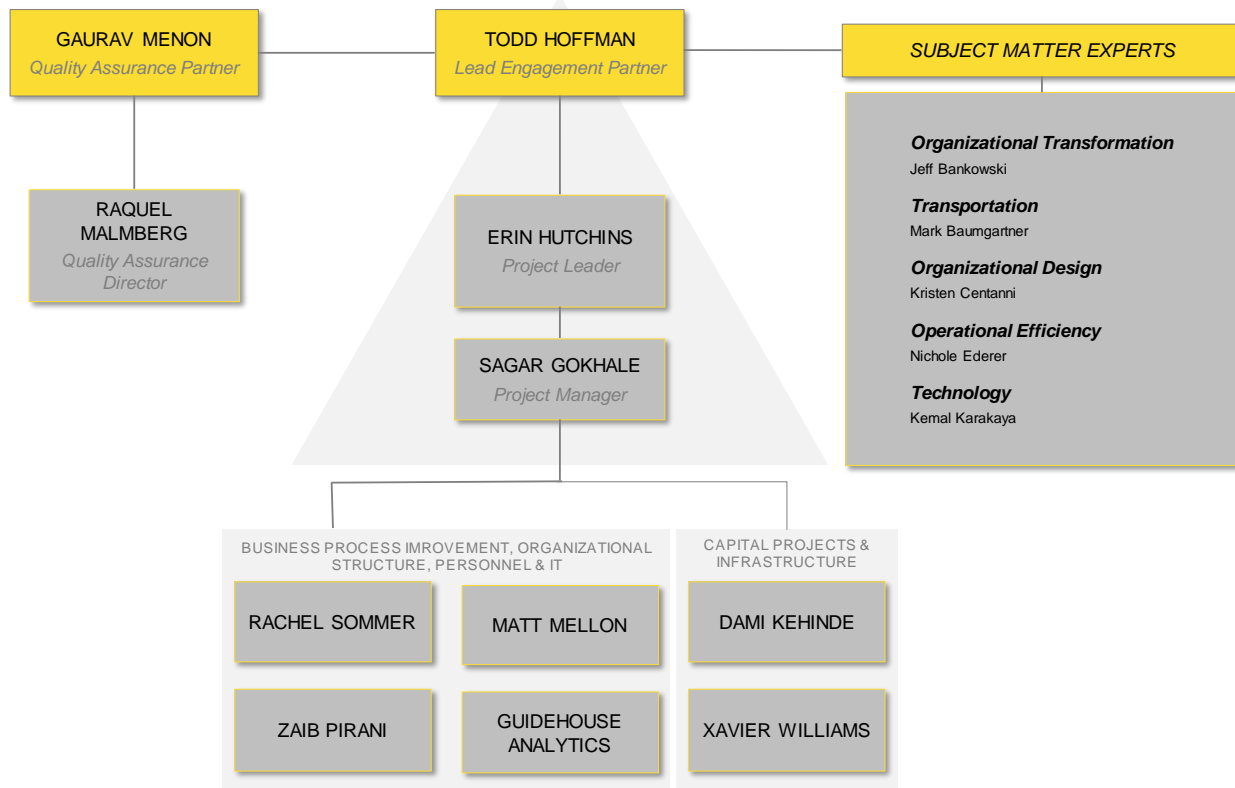 GAURAV MENON
Quality Assurance Partner
TODD HOFFMAN
Lead Engagement Partner
SUBJECT MATTER EXPERTS
RAQUEL
MALMBERG
Quality Assurance
Director
ERIN HUTCHINS
Project Leader
SAGAR GOKHALE
Project Manager
Organizational Transformation
Jeff Bankowski
Transportation
Mark Baumgartner
Organizational Design
Kristen Centanni
Operational Efficiency
Nichole Ederer
Technology
Kemal Karakaya
BUSINESS PROCESS IMROVEMENT, ORGANIZATIONAL
STRUCTURE, PERSONNEL & IT
RACHEL SOMMER
MATT MELLON
ZAIB PIRANI
GUIDEHOUSE
ANALYTICS
CAPITAL PROJECTS &
INFRASTRUCTURE
DAMI KEHINDE
XAVIER WILLIAMS